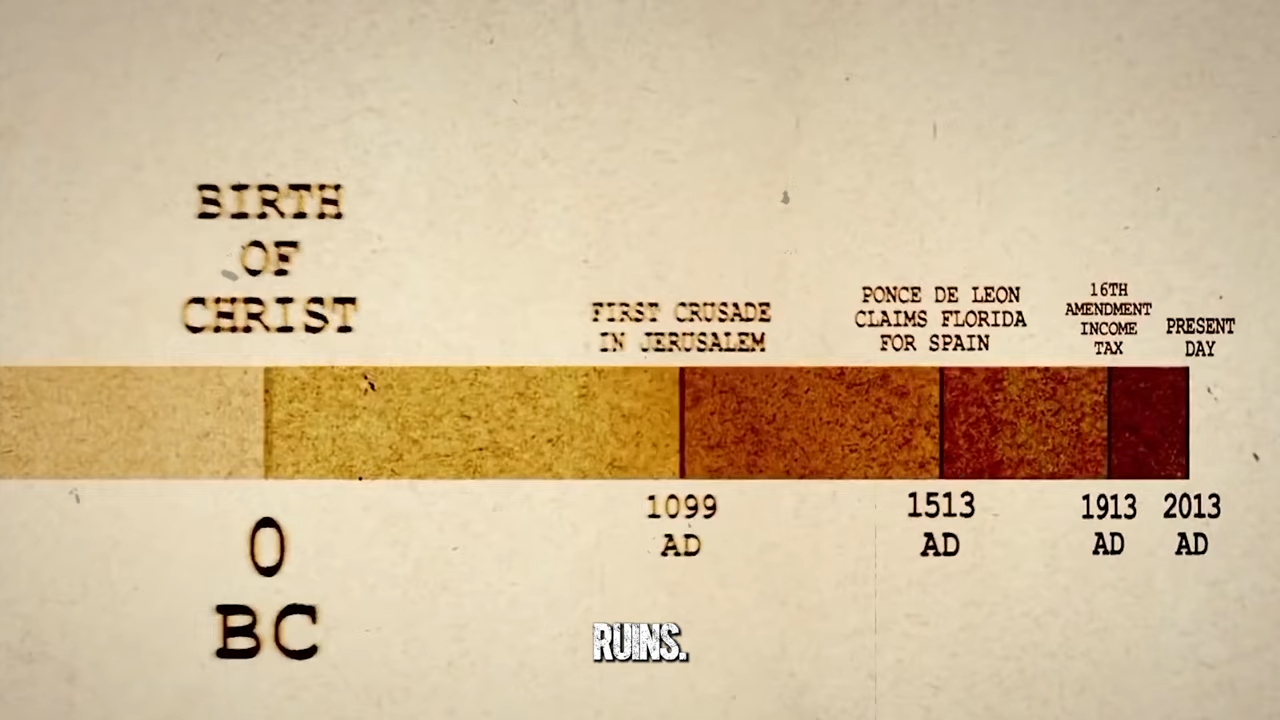 BIRTH
OF
CHRIST
FIRST CRUSADE
IN JERUSALEM
PONCE DE LEON
CLAIMS FLORIDA
FOR SPAIN
16TH
AMENDMENT
INCOME
TAX
PRESENT
DAY
0
BC
1099
AD
1513
AD
1913
AD
2013
AD
RUINS.